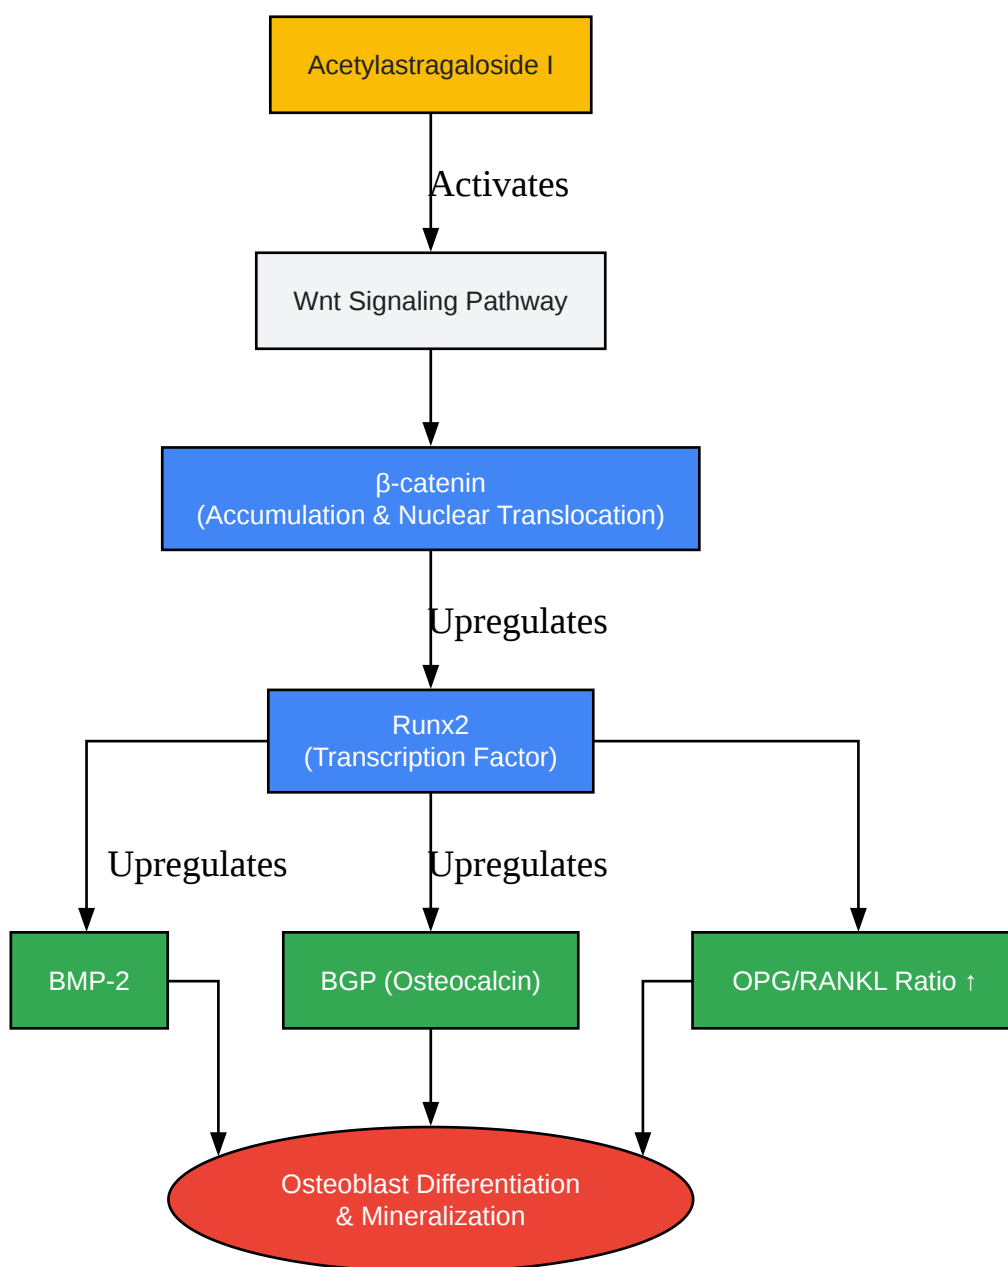 Acetylastragaloside I
Activates
Wnt Signaling Pathway
β-catenin
(Accumulation & Nuclear Translocation)
Upregulates
Runx2
(Transcription Factor)
Upregulates
Upregulates
BMP-2
BGP (Osteocalcin)
OPG/RANKL Ratio ↑
Osteoblast Differentiation
& Mineralization